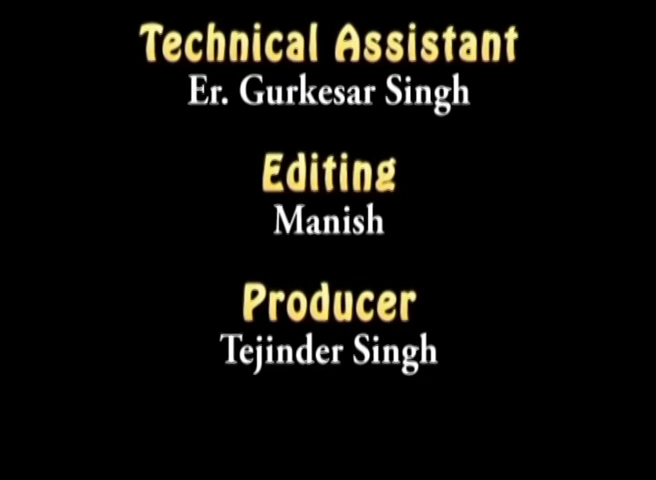 Technical Assistant
Er. Gurkesar Singh
Editing
Manish
Producer
Tejinder Singh